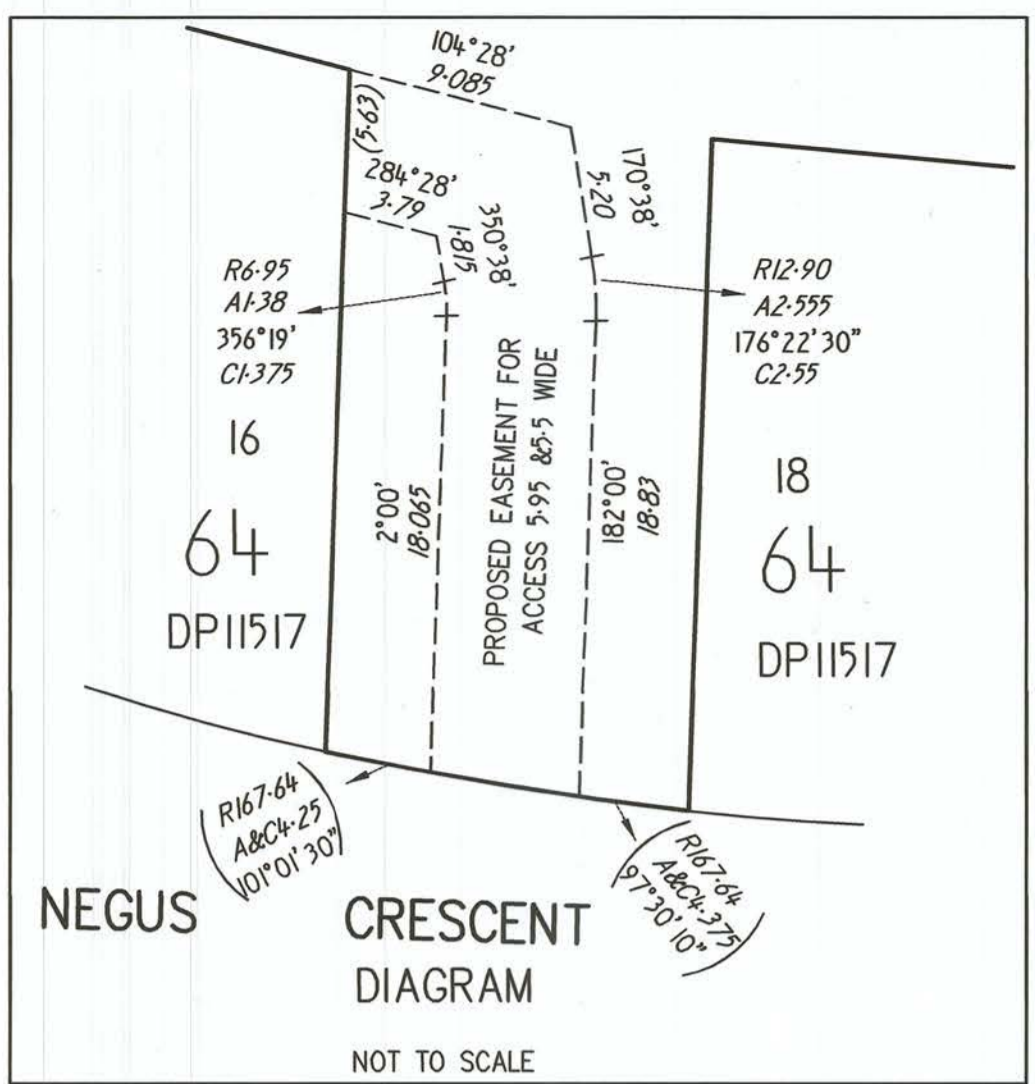 104°28'
9·085
(5·63)
284°28'
3·79
350°38'
1·815
170°38'
5·20
R6·95
A1·38
356°19'
C1·375
R12·90
A2·555
176°22'30"
C2·55
16
64
DP11517
2°00'
18·065
PROPOSED EASEMENT FOR
ACCESS 5·95 &5·5 WIDE
182°00'
18·83
18
64
DP11517
(R167·64
A&C4·25
101°01'30")
(R167·64
A&C4·375
97°30'10")
NEGUS CRESCENT
DIAGRAM
NOT TO SCALE